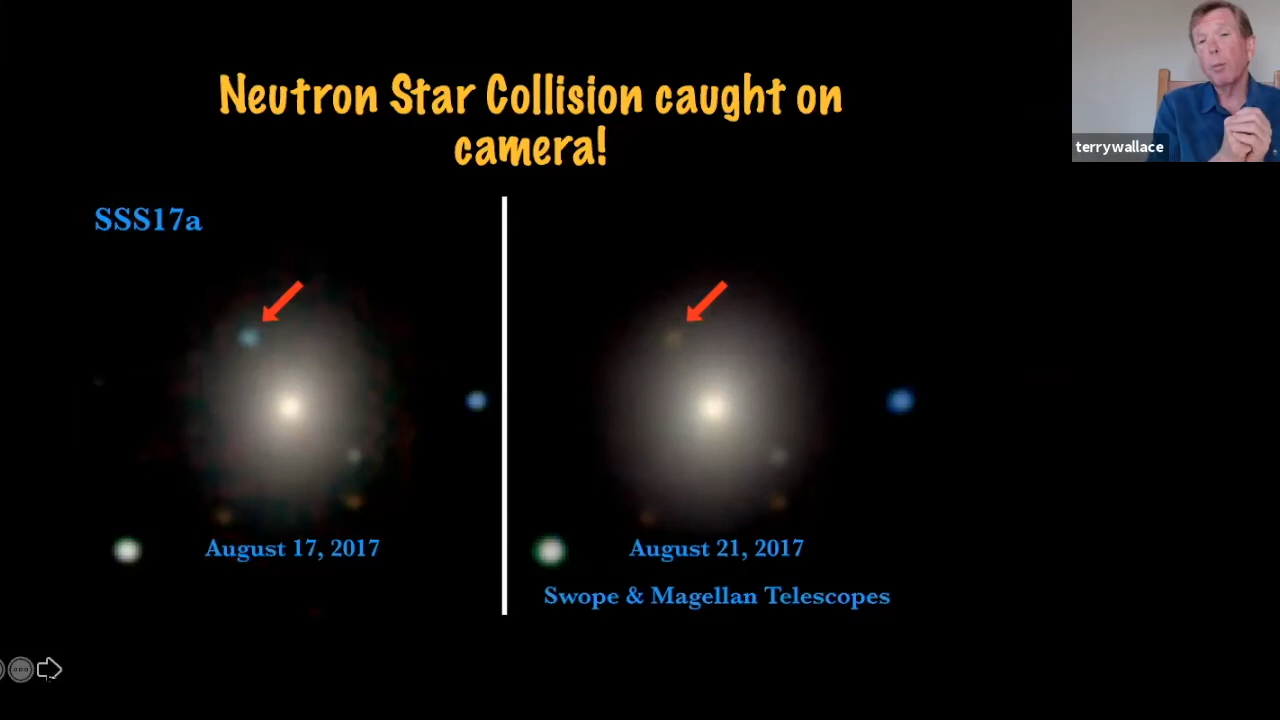 Neutron Star Collision caught on
camera!
terrywallace
SSS17a
August 17, 2017
August 21, 2017
Swope & Magellan Telescopes